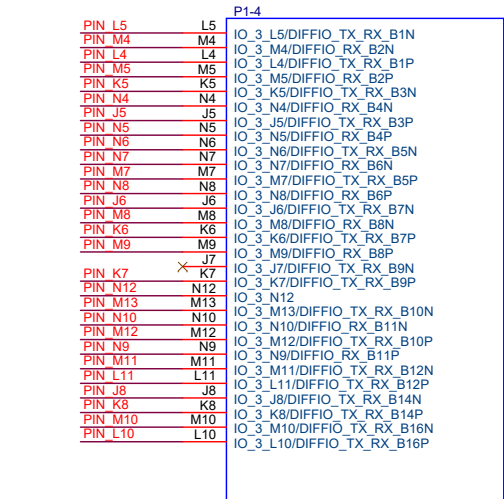 P1-4
PIN_L5 L5 IO_3_L5/DIFFIO_TX_RX_B1N
PIN_M4 M4 IO_3_M4/DIFFIO_RX_B2N
PIN_L4 L4 IO_3_L4/DIFFIO_TX_RX_B1P
PIN_M5 M5 IO_3_M5/DIFFIO_RX_B2P
PIN_K5 K5 IO_3_K5/DIFFIO_TX_RX_B3N
PIN_N4 N4 IO_3_N4/DIFFIO_RX_B4N
PIN_J5 J5 IO_3_J5/DIFFIO_TX_RX_B3P
PIN_N5 N5 IO_3_N5/DIFFIO_RX_B4P
PIN_N6 N6 IO_3_N6/DIFFIO_TX_RX_B5N
PIN_N7 N7 IO_3_N7/DIFFIO_RX_B6N
PIN_M7 M7 IO_3_M7/DIFFIO_TX_RX_B5P
PIN_N8 N8 IO_3_N8/DIFFIO_RX_B6P
PIN_J6 J6 IO_3_J6/DIFFIO_TX_RX_B7N
PIN_M8 M8 IO_3_M8/DIFFIO_RX_B8N
PIN_K6 K6 IO_3_K6/DIFFIO_TX_RX_B7P
PIN_M9 M9 IO_3_M9/DIFFIO_RX_B8P
J7 IO_3_J7/DIFFIO_TX_RX_B9N
PIN_K7 K7 IO_3_K7/DIFFIO_TX_RX_B9P
PIN_N12 N12 IO_3_N12
PIN_M13 M13 IO_3_M13/DIFFIO_TX_RX_B10N
PIN_N10 N10 IO_3_N10/DIFFIO_RX_B11N
PIN_M12 M12 IO_3_M12/DIFFIO_TX_RX_B10P
PIN_N9 N9 IO_3_N9/DIFFIO_RX_B11P
PIN_M11 M11 IO_3_M11/DIFFIO_TX_RX_B12N
PIN_L11 L11 IO_3_L11/DIFFIO_TX_RX_B12P
PIN_J8 J8 IO_3_J8/DIFFIO_TX_RX_B14N
PIN_K8 K8 IO_3_K8/DIFFIO_TX_RX_B14P
PIN_M10 M10 IO_3_M10/DIFFIO_TX_RX_B16N
PIN_L10 L10 IO_3_L10/DIFFIO_TX_RX_B16P